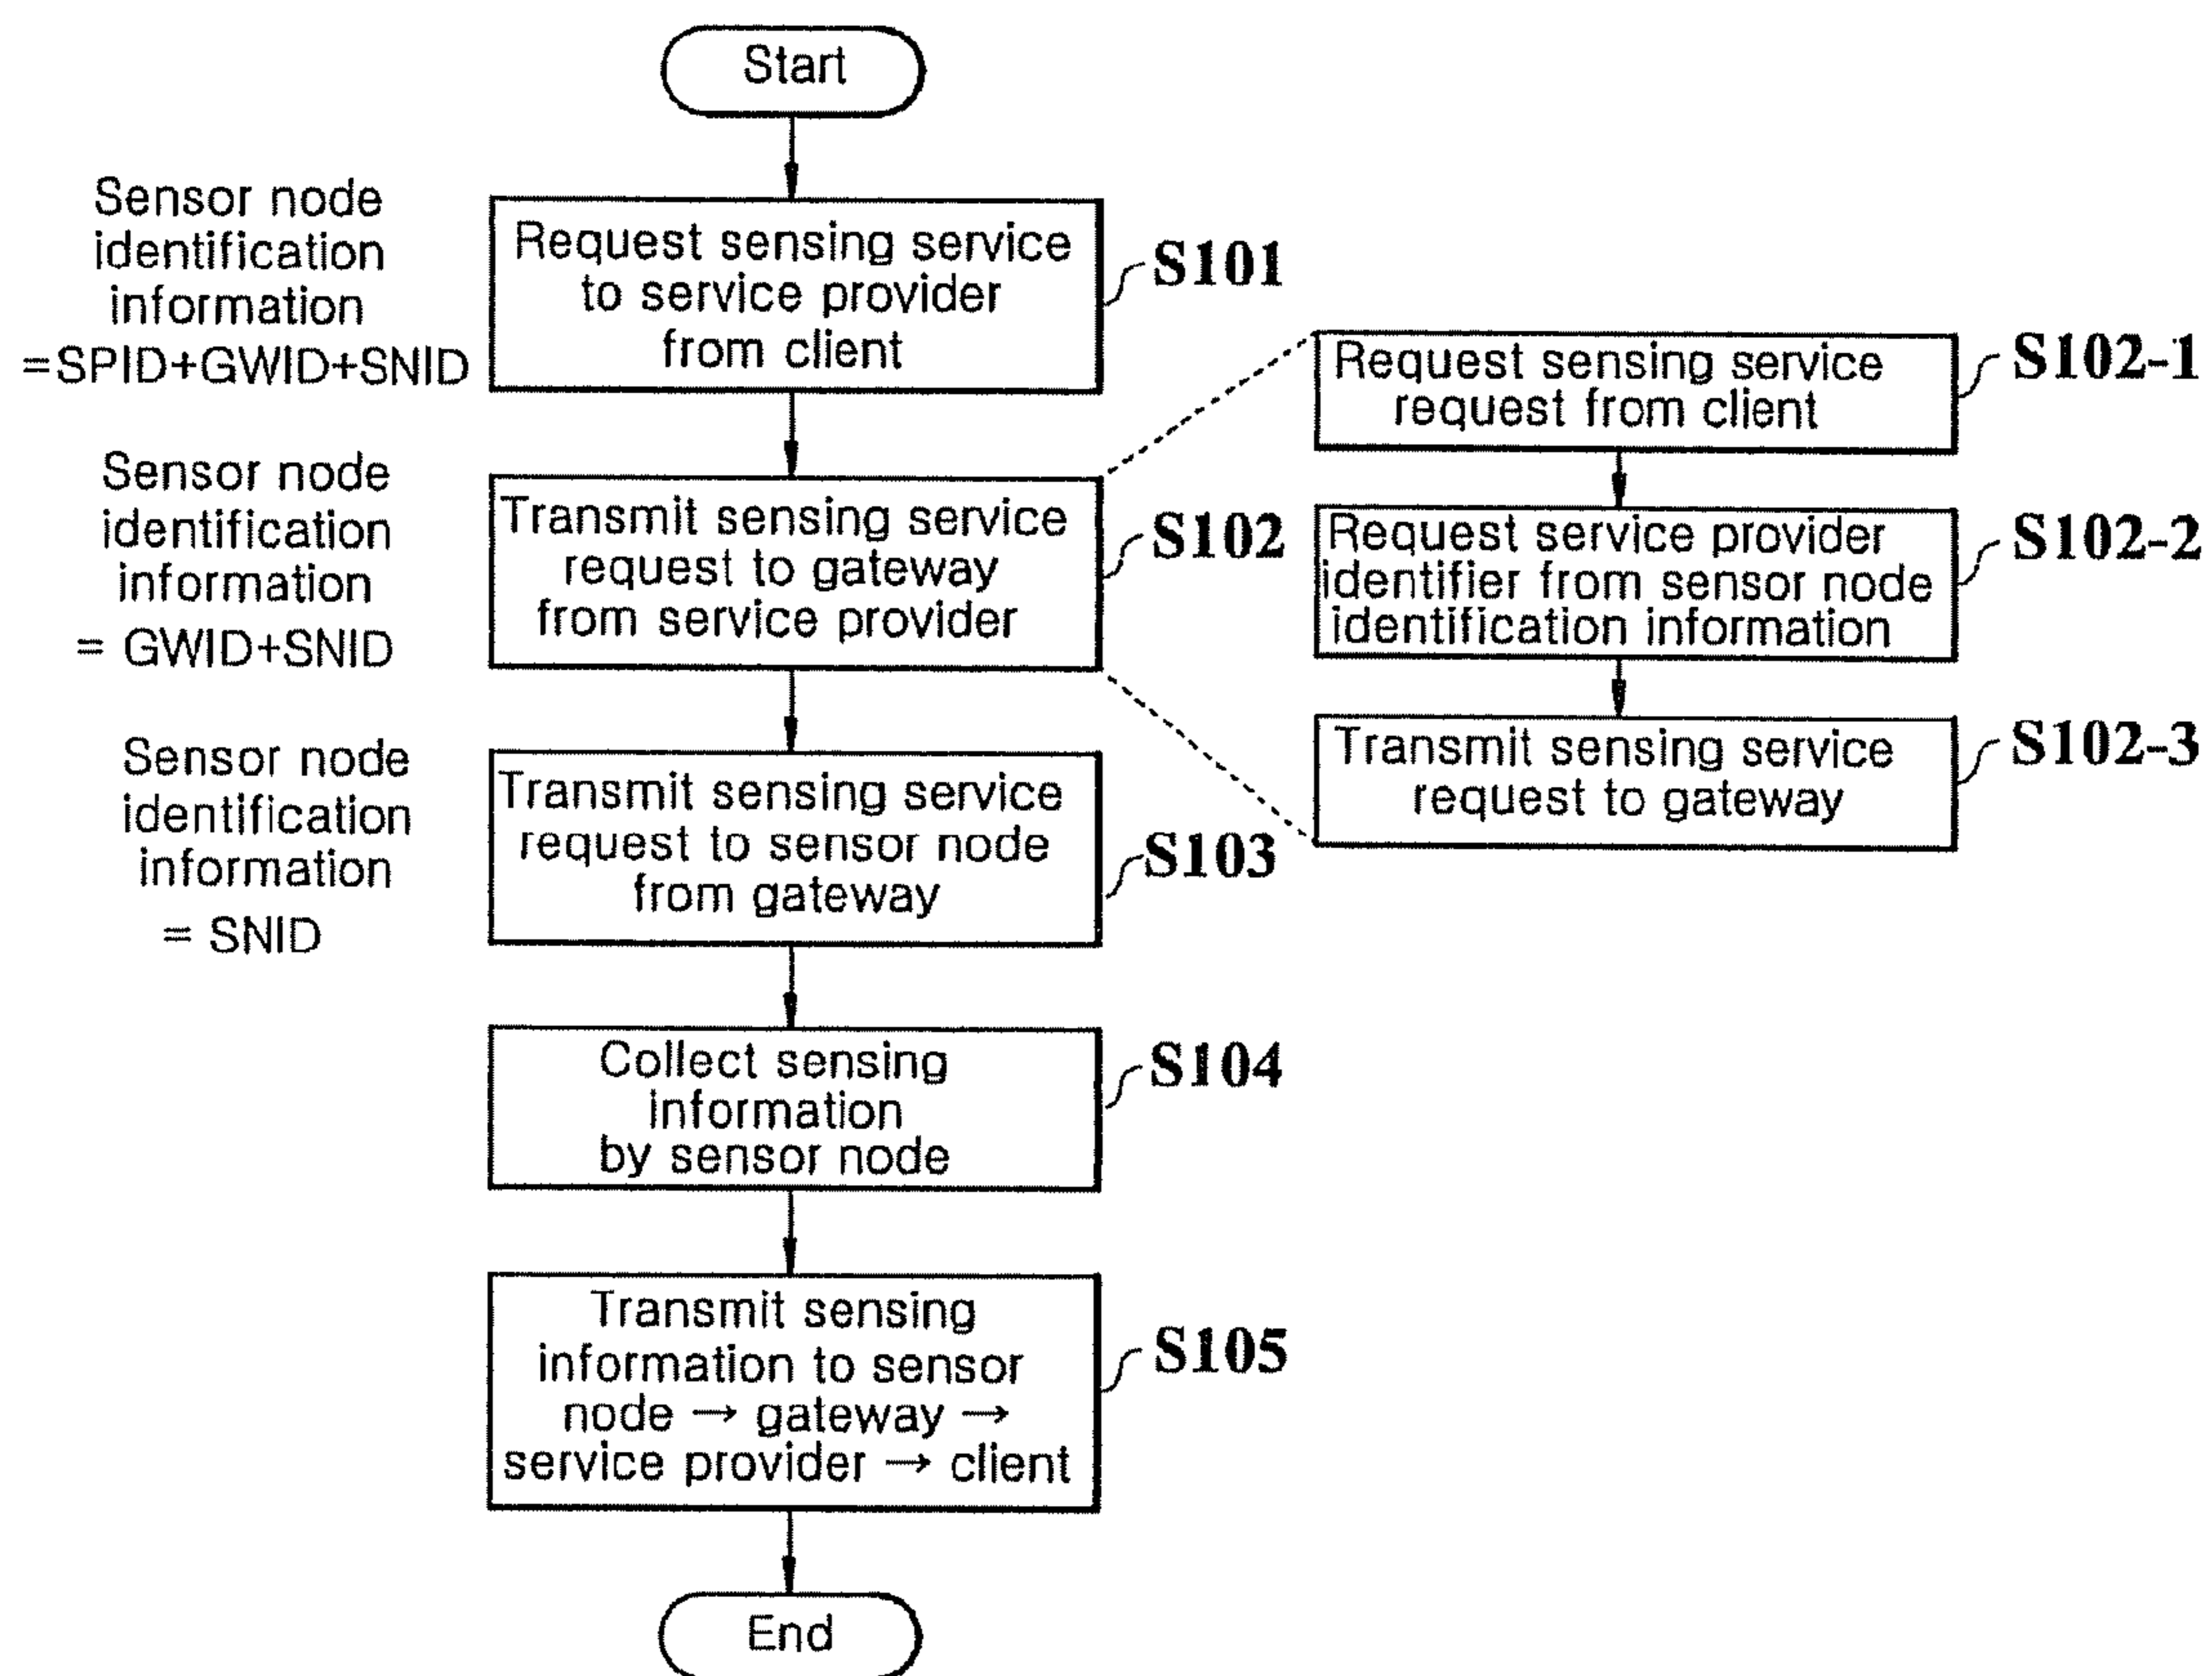 Start
Sensor node
identification
information
=SPID+GWID+SNID
Request sensing service
to service provider
from client
S101
Sensor node
identification
information
= GWID+SNID
Transmit sensing service
request to gateway
from service provider
S102
Request sensing service
request from client
S102-1
Request service provider
identifier from sensor node
identification information
S102-2
Transmit sensing service
request to gateway
S102-3
Sensor node
identification
information
= SNID
Transmit sensing service
request to sensor node
from gateway
S103
Collect sensing
information
by sensor node
S104
Transmit sensing
information to sensor
node → gateway →
service provider → client
S105
End